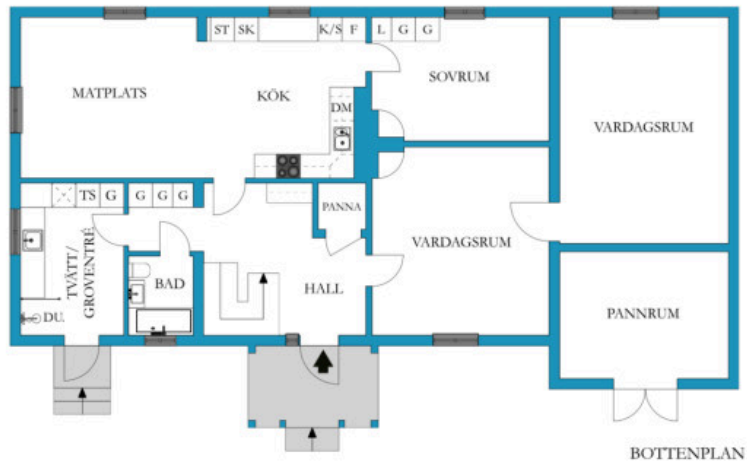 ST SK K/S F L G G
MATPLATS
KÖK
SOVRUM
DM
VARDAGSRUM
TS G G G G
PANNA
TVÄTT/
GROVENTRÉ
BAD
VARDAGSRUM
HALL
DU.
PANNRUM
BOTTENPLAN